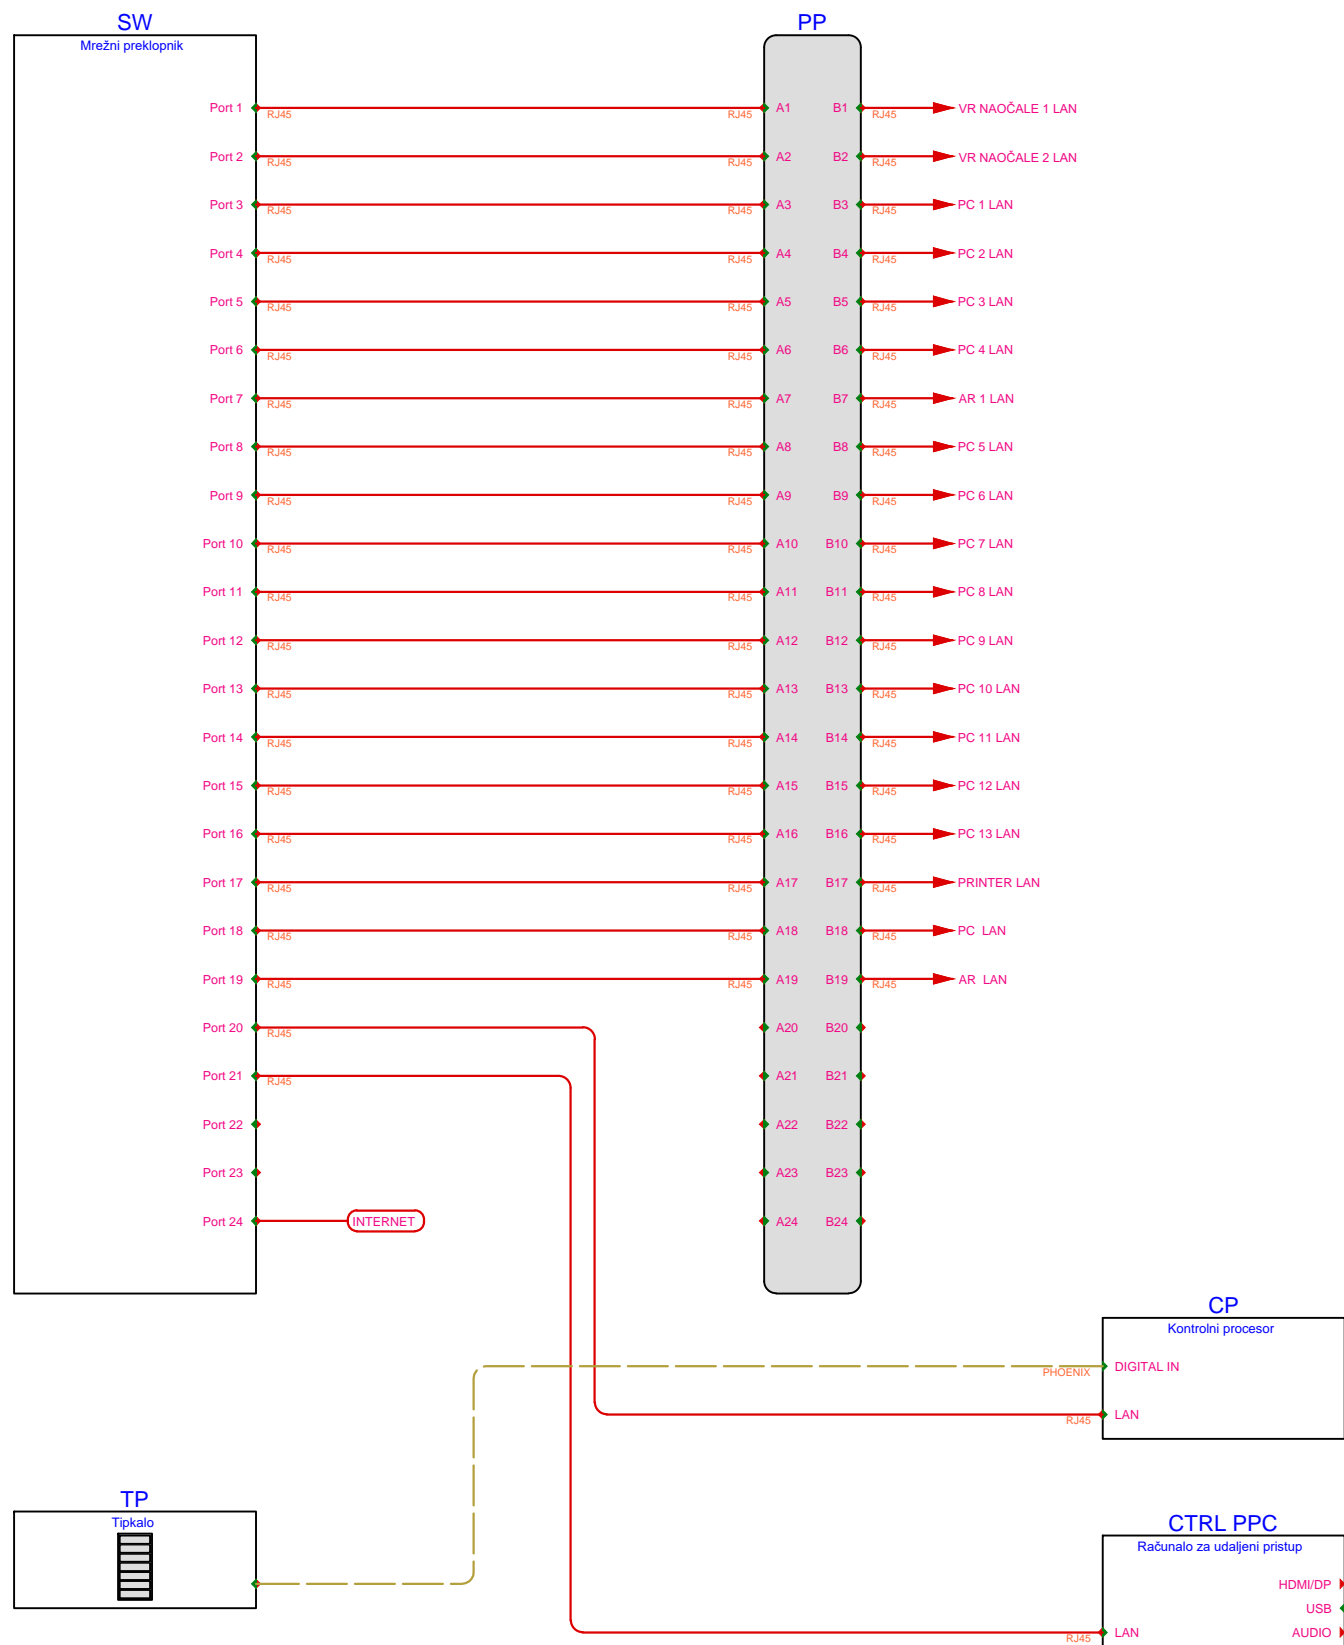 SW
Mrežni preklopnik
PP
Port 1 RJ45 RJ45 A1 B1 RJ45 VR NAOČALE 1 LAN
Port 2 RJ45 RJ45 A2 B2 RJ45 VR NAOČALE 2 LAN
Port 3 RJ45 RJ45 A3 B3 RJ45 PC 1 LAN
Port 4 RJ45 RJ45 A4 B4 RJ45 PC 2 LAN
Port 5 RJ45 RJ45 A5 B5 RJ45 PC 3 LAN
Port 6 RJ45 RJ45 A6 B6 RJ45 PC 4 LAN
Port 7 RJ45 RJ45 A7 B7 RJ45 AR 1 LAN
Port 8 RJ45 RJ45 A8 B8 RJ45 PC 5 LAN
Port 9 RJ45 RJ45 A9 B9 RJ45 PC 6 LAN
Port 10 RJ45 RJ45 A10 B10 RJ45 PC 7 LAN
Port 11 RJ45 RJ45 A11 B11 RJ45 PC 8 LAN
Port 12 RJ45 RJ45 A12 B12 RJ45 PC 9 LAN
Port 13 RJ45 RJ45 A13 B13 RJ45 PC 10 LAN
Port 14 RJ45 RJ45 A14 B14 RJ45 PC 11 LAN
Port 15 RJ45 RJ45 A15 B15 RJ45 PC 12 LAN
Port 16 RJ45 RJ45 A16 B16 RJ45 PC 13 LAN
Port 17 RJ45 RJ45 A17 B17 RJ45 PRINTER LAN
Port 18 RJ45 RJ45 A18 B18 RJ45 PC LAN
Port 19 RJ45 RJ45 A19 B19 RJ45 AR LAN
Port 20 RJ45 A20 B20
Port 21 RJ45 A21 B21
Port 22 A22 B22
Port 23 A23 B23
Port 24 INTERNET A24 B24
CP
Kontrolni procesor
PHOENIX DIGITAL IN
RJ45 LAN
TP
Tipkalo
CTRL PPC
Računalo za udaljeni pristup
HDMI/DP
USB
RJ45 LAN AUDIO